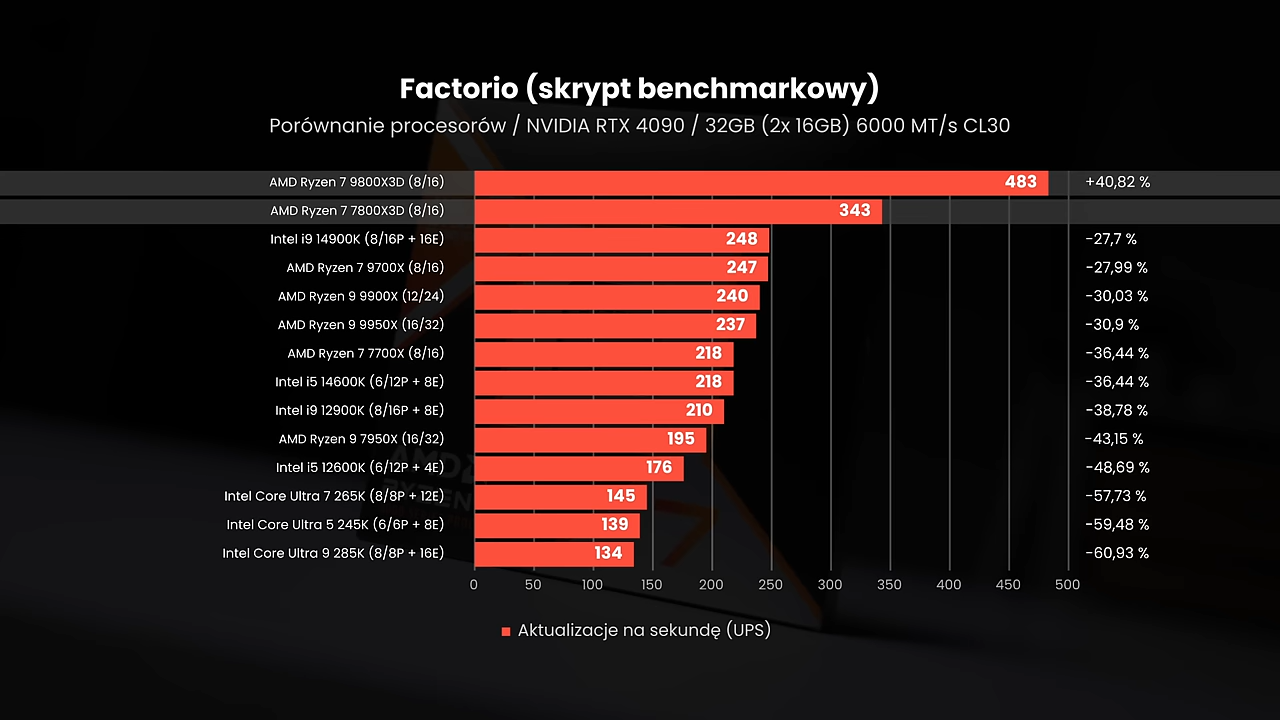 Factorio (skrypt benchmarkowy)
Porównanie procesorów / NVIDIA RTX 4090 / 32GB (2x 16GB) 6000 MT/s CL30
AMD Ryzen 7 9800X3D (8/16) 483 +40,82 %
AMD Ryzen 7 7800X3D (8/16) 343
Intel i9 14900K (8/16P + 16E) 248 -27,7 %
AMD Ryzen 7 9700X (8/16) 247 -27,99 %
AMD Ryzen 9 9900X (12/24) 240 -30,03 %
AMD Ryzen 9 9950X (16/32) 237 -30,9 %
AMD Ryzen 7 7700X (8/16) 218 -36,44 %
Intel i5 14600K (6/12P + 8E) 218 -36,44 %
Intel i9 12900K (8/16P + 8E) 210 -38,78 %
AMD Ryzen 9 7950X (16/32) 195 -43,15 %
Intel i5 12600K (6/12P + 4E) 176 -48,69 %
Intel Core Ultra 7 265K (8/8P + 12E) 145 -57,73 %
Intel Core Ultra 5 245K (6/6P + 8E) 139 -59,48 %
Intel Core Ultra 9 285K (8/8P + 16E) 134 -60,93 %
0 50 100 150 200 250 300 350 400 450 500
Aktualizacje na sekundę (UPS)
AMD
RYZEN
7